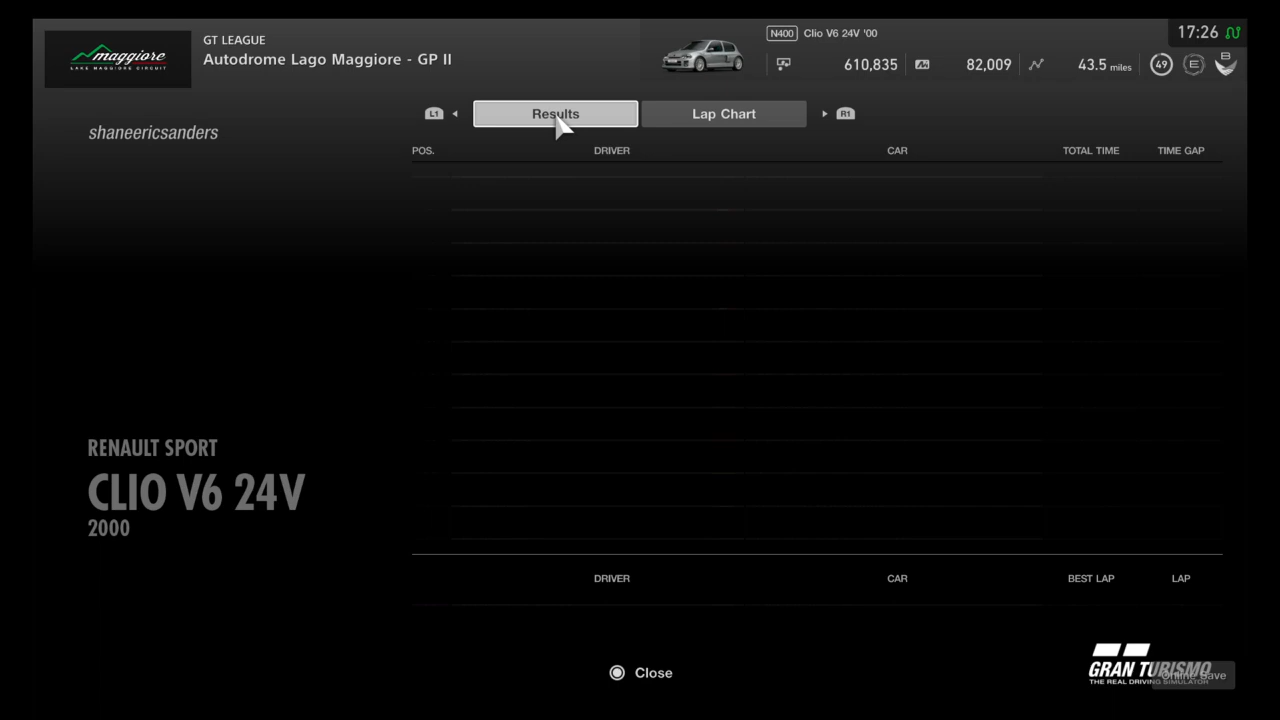 maggiore
LAKE MAGGIORE CIRCUIT
GT LEAGUE
Autodrome Lago Maggiore - GP II
N400 Clio V6 24V '00
17:26
610,835
82,009
43.5 miles
49
E
B
L1
Results
Lap Chart
R1
shaneericsanders
POS.
DRIVER
CAR
TOTAL TIME
TIME GAP
RENAULT SPORT
CLIO V6 24V
2000
DRIVER
CAR
BEST LAP
LAP
Close
GRAN TURISMO
THE REAL DRIVING SIMULATOR
Online Save